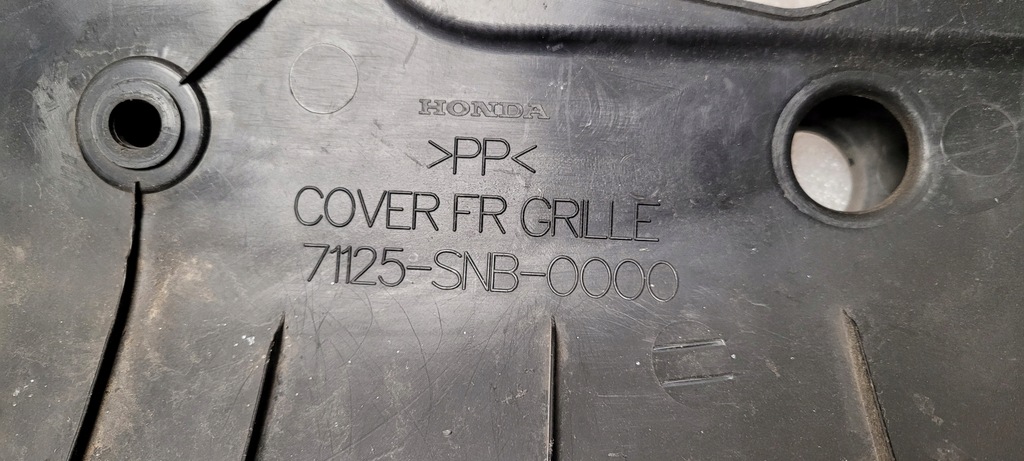 HONDA
>PP<
COVER FR GRILLE
71125-SNB-0000